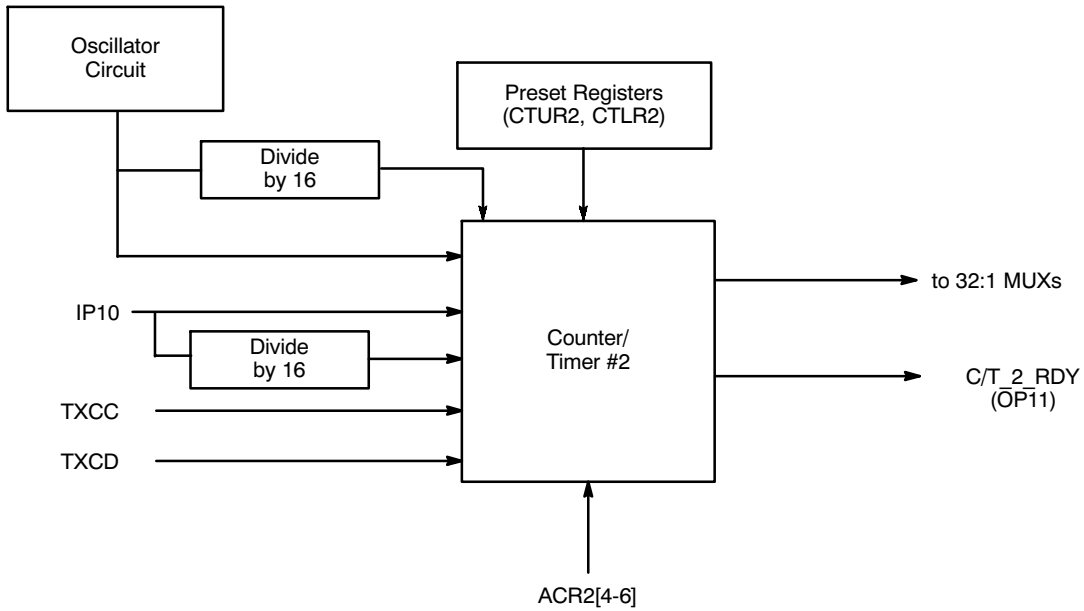 Oscillator
Circuit
Preset Registers
(CTUR2, CTLR2)
Divide
by 16
to 32:1 MUXs
IP10
Counter/
Timer #2
Divide
by 16
C/T_2_RDY
(OP11)
TXCC
TXCD
ACR2[4-6]